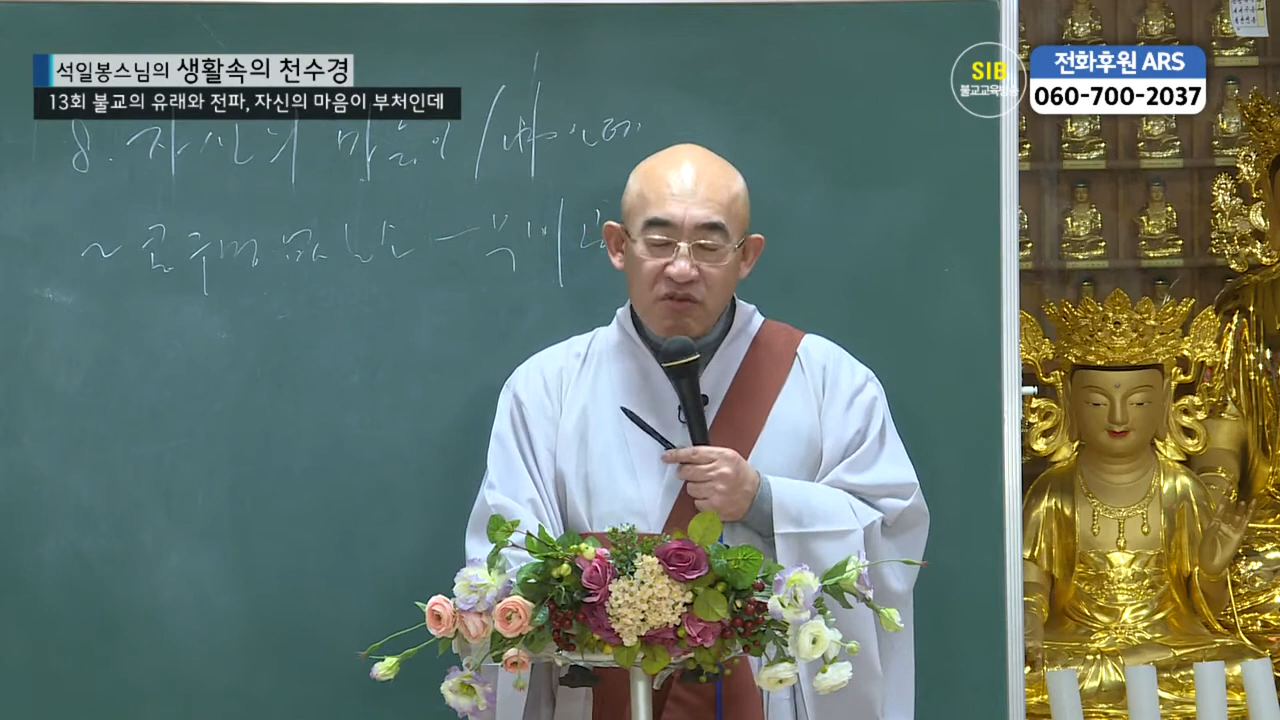 석일봉스님의 생활속의 천수경
13회 불교의 유래와 전파, 자신의 마음이 부처인데
SIB
불교교육방송
전화후원 ARS
060-700-2037
8. 자신의 마음이 / 佛인데